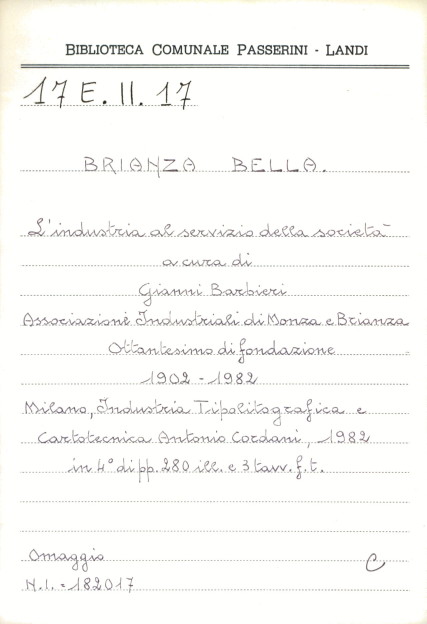 BIBLIOTECA COMUNALE PASSERINI - LANDI
17 E. II. 17
BRIANZA BELLA.
L'industria al servizio della società
a cura di
Gianni Barbieri
Associazione Industriali di Monza e Brianza
Ottantesimo di fondazione
1902 - 1982
Milano, Industria Tipolitografica e
Cartotecnica Antonio Cordani, 1982
in 4° di pp. 280 ill. e 3 tavv. f. t.
Omaggio C
N. I. = 182017